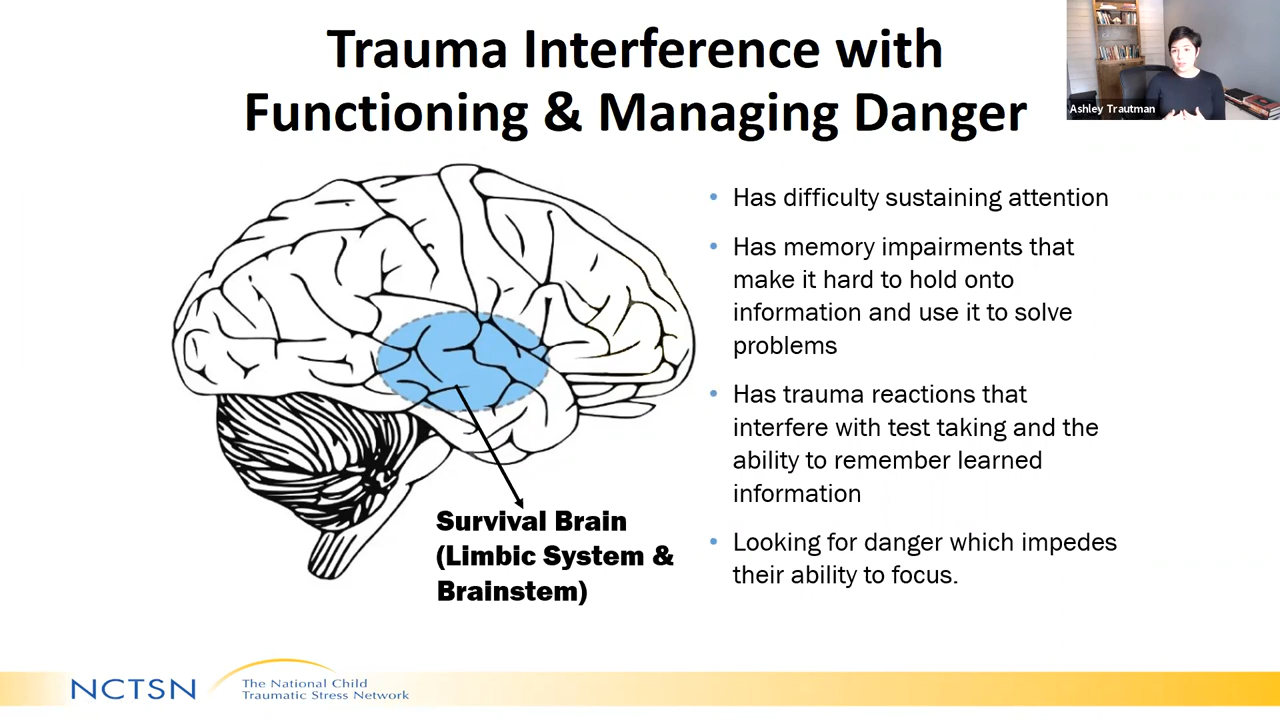 Trauma Interference with
Functioning & Managing Danger
Ashley Trautman
• Has difficulty sustaining attention
• Has memory impairments that
make it hard to hold onto
information and use it to solve
problems
• Has trauma reactions that
interfere with test taking and the
ability to remember learned
information
• Looking for danger which impedes
their ability to focus.
Survival Brain
(Limbic System &
Brainstem)
NCTSN
The National Child
Traumatic Stress Network